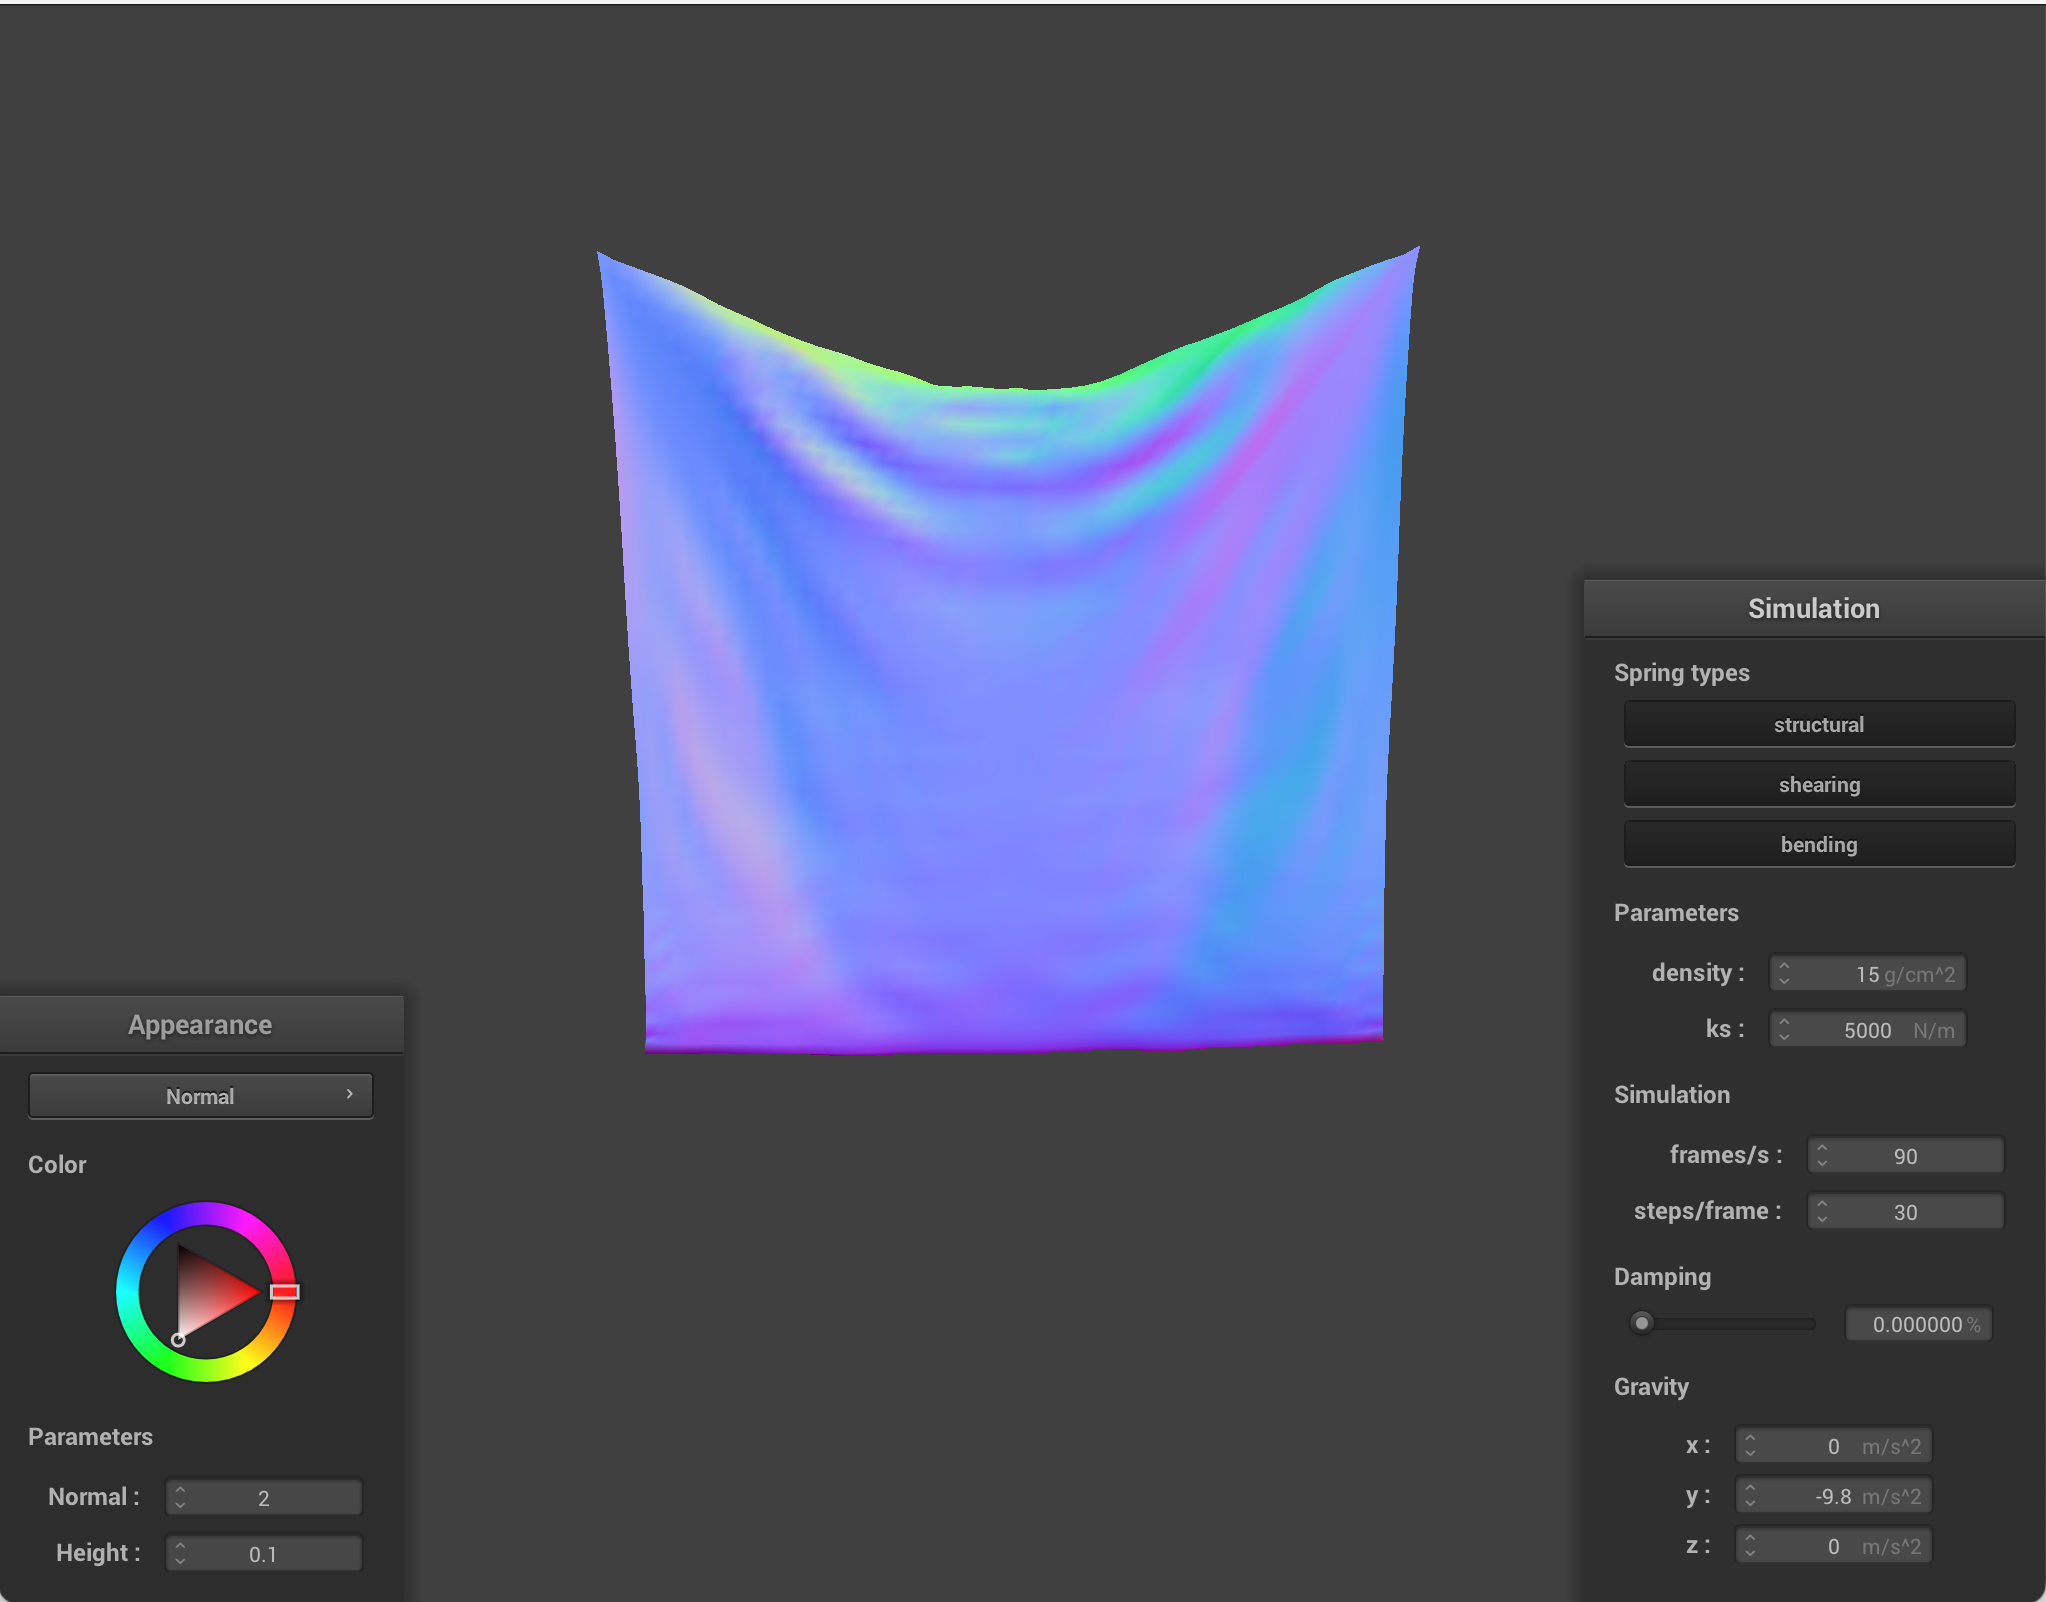 Simulation
Spring types
structural
shearing
bending
Parameters
density : 15 g/cm^2
ks : 5000 N/m
Simulation
frames/s : 90
steps/frame : 30
Damping
0.000000 %
Gravity
x : 0 m/s^2
y : -9.8 m/s^2
z : 0 m/s^2
Appearance
Normal
Color
Parameters
Normal : 2
Height : 0.1